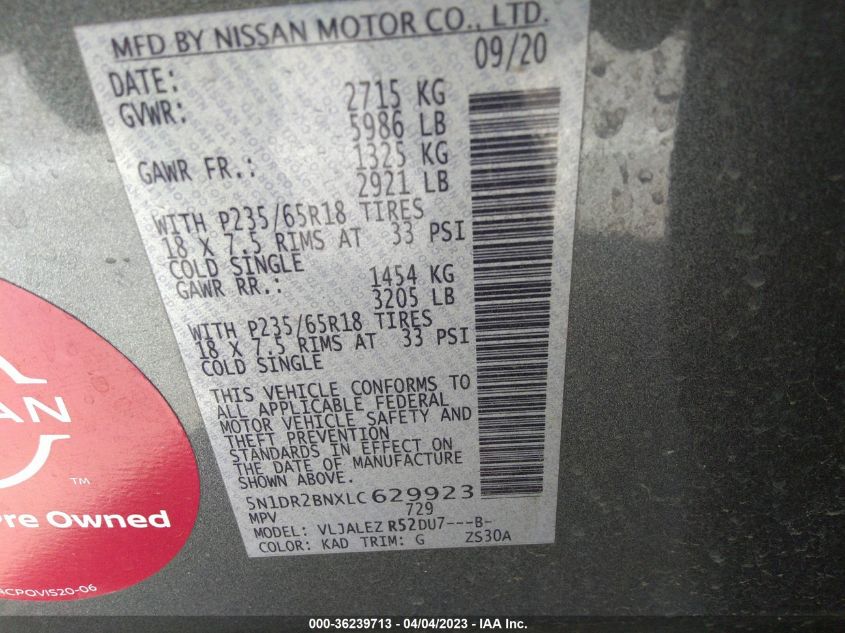 MFD BY NISSAN MOTOR CO., LTD.
DATE: 09/20
GVWR: 2715 KG
5986 LB
GAWR FR.: 1325 KG
2921 LB
WITH P235/65R18 TIRES
18 X 7.5 RIMS AT 33 PSI
COLD SINGLE
GAWR RR.: 1454 KG
3205 LB
WITH P235/65R18 TIRES
18 X 7.5 RIMS AT 33 PSI
COLD SINGLE
THIS VEHICLE CONFORMS TO
ALL APPLICABLE FEDERAL
MOTOR VEHICLE SAFETY AND
THEFT PREVENTION
STANDARDS IN EFFECT ON
THE DATE OF MANUFACTURE
SHOWN ABOVE.
5N1DR2BNXLC629923
MPV 729
MODEL: VLJALEZ R52DU7---B-
COLOR: KAD TRIM: G ZS30A
AN
TM
re Owned
CPOVIS20-06
000-36239713 - 04/04/2023 - IAA Inc.